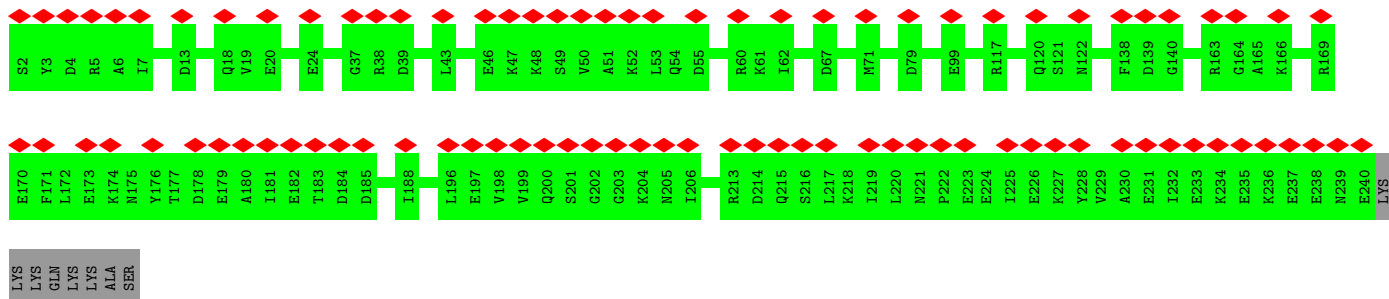 S2 Y3 D4 R5 A6 I7 D13 Q18 V19 E20 E24 G37 R38 D39 L43 E46 K47 K48 S49 V50 A51 K52 L53 Q54 D55 R60 K61 I62 D67 M71 D79 E99 R117 Q120 S121 N122 F138 D139 G140 R163 G164 A165 K166 R169
E170 F171 L172 E173 K174 N175 Y176 T177 D178 E179 A180 I181 E182 T183 D184 D185 I188 L196 E197 V198 V199 Q200 S201 G202 G203 K204 N205 I206 R213 D214 Q215 S216 L217 K218 I219 L220 N221 P222 E223 E224 I225 E226 K227 Y228 V229 A230 E231 I232 E233 K234 E235 K236 E237 E238 N239 E240 LYS
LYS LYS GLN LYS LYS ALA SER